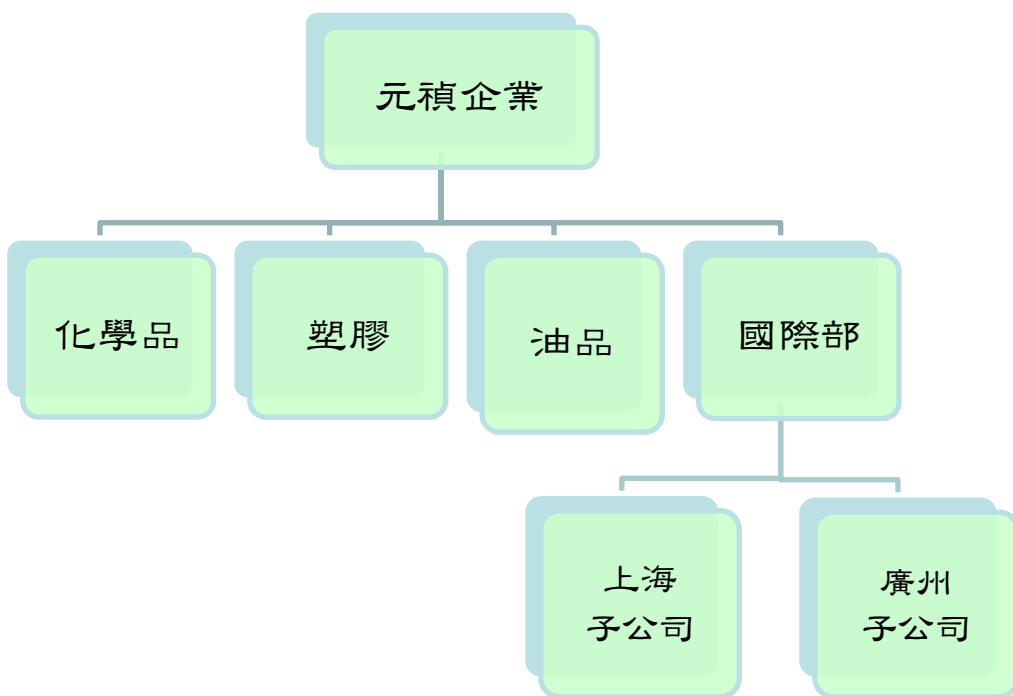 元禎企業
化學品
塑膠
油品
國際部
上海
子公司
廣州
子公司